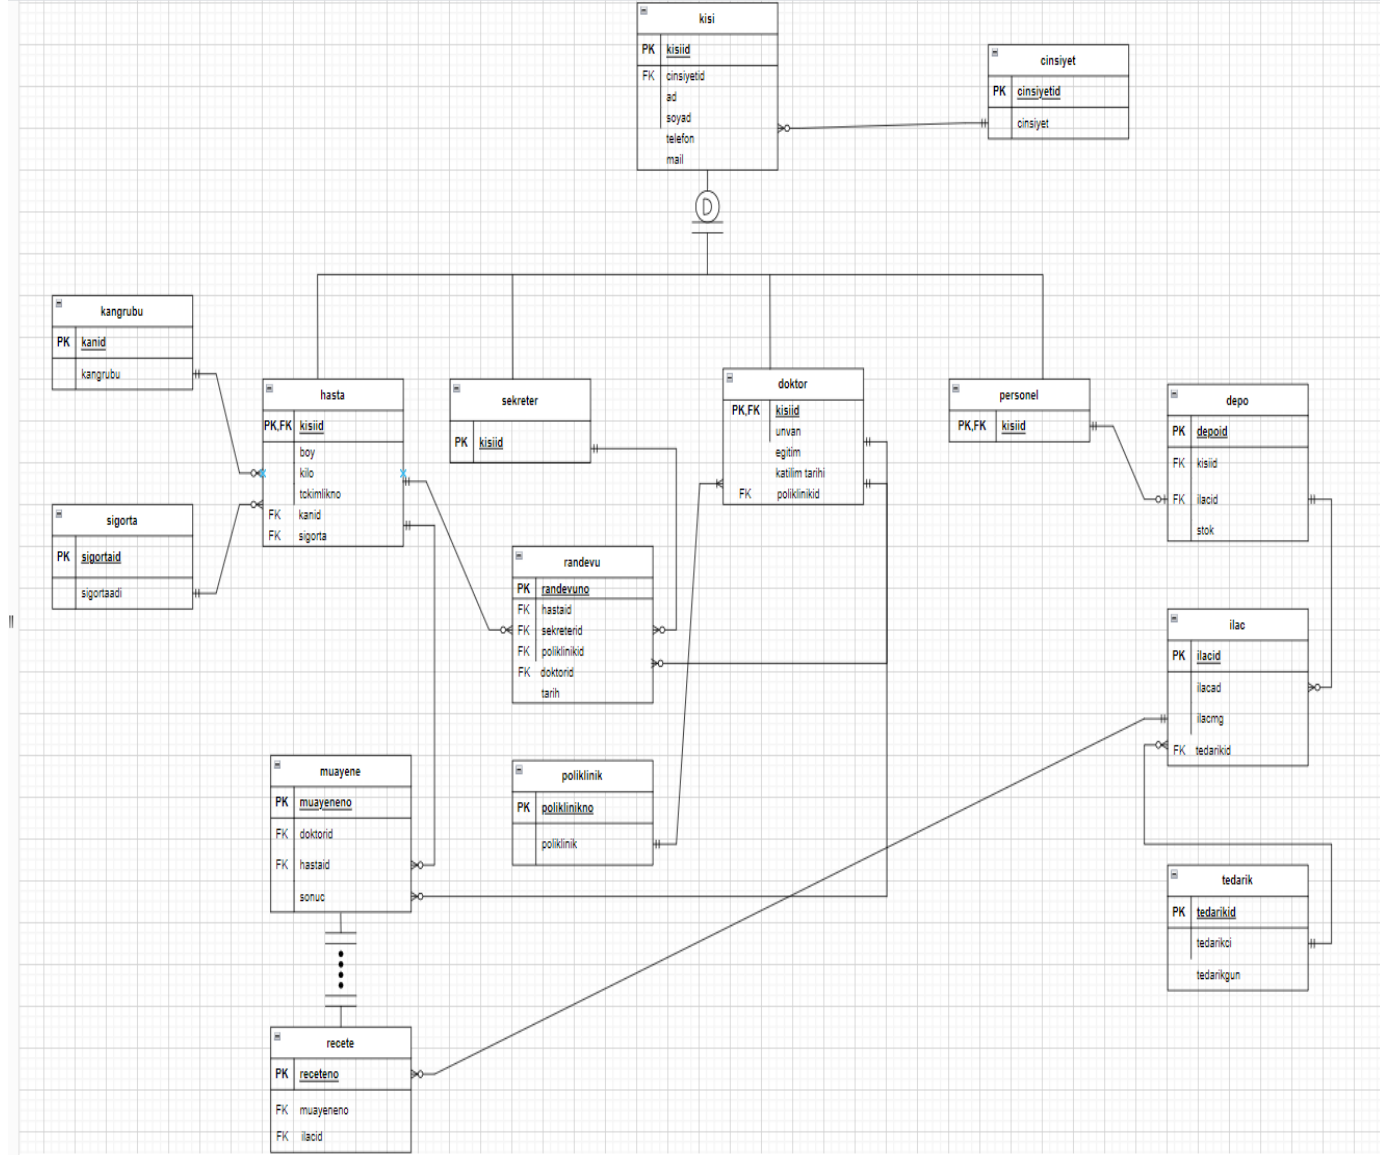 kisi
PK kisiid
FK cinsiyetid
ad
soyad
telefon
mail
cinsiyet
PK cinsiyetid
cinsiyet
D
kangrubu
PK kanid
kangrubu
hasta
PK,FK kisiid
boy
kilo
tckimlikno
FK kanid
FK sigorta
sekreter
PK kisiid
doktor
PK,FK kisiid
unvan
egitim
katilim tarihi
FK poliklinikid
personel
PK,FK kisiid
depo
PK depoid
FK kisiid
FK ilacid
stok
sigorta
PK sigortaid
sigortaadi
randevu
PK randevuno
FK hastaid
FK sekreterid
FK poliklinikid
FK doktorid
tarih
ilac
PK ilacid
ilacad
ilacmg
FK tedarikid
muayene
PK muayeneno
FK doktorid
FK hastaid
sonuc
poliklinik
PK poliklinikno
poliklinik
tedarik
PK tedarikid
tedarikci
tedarikgun
recete
PK receteno
FK muayeneno
FK ilacid